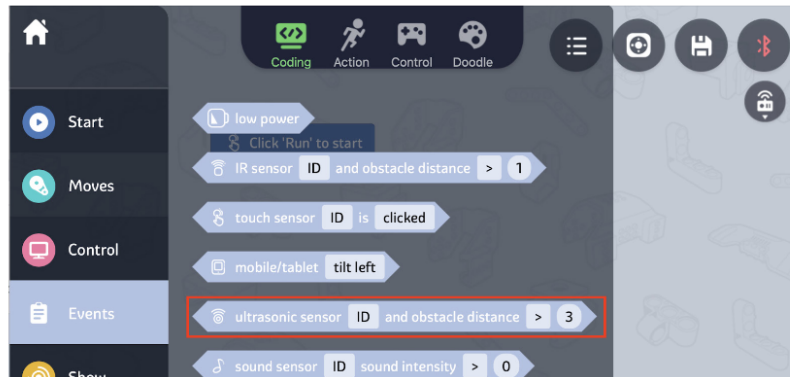 Coding Action Control Doodle
Start
low power
Click 'Run' to start
IR sensor ID and obstacle distance > 1
Moves
touch sensor ID is clicked
Control
mobile/tablet tilt left
Events
ultrasonic sensor ID and obstacle distance > 3
Show
sound sensor ID sound intensity > 0